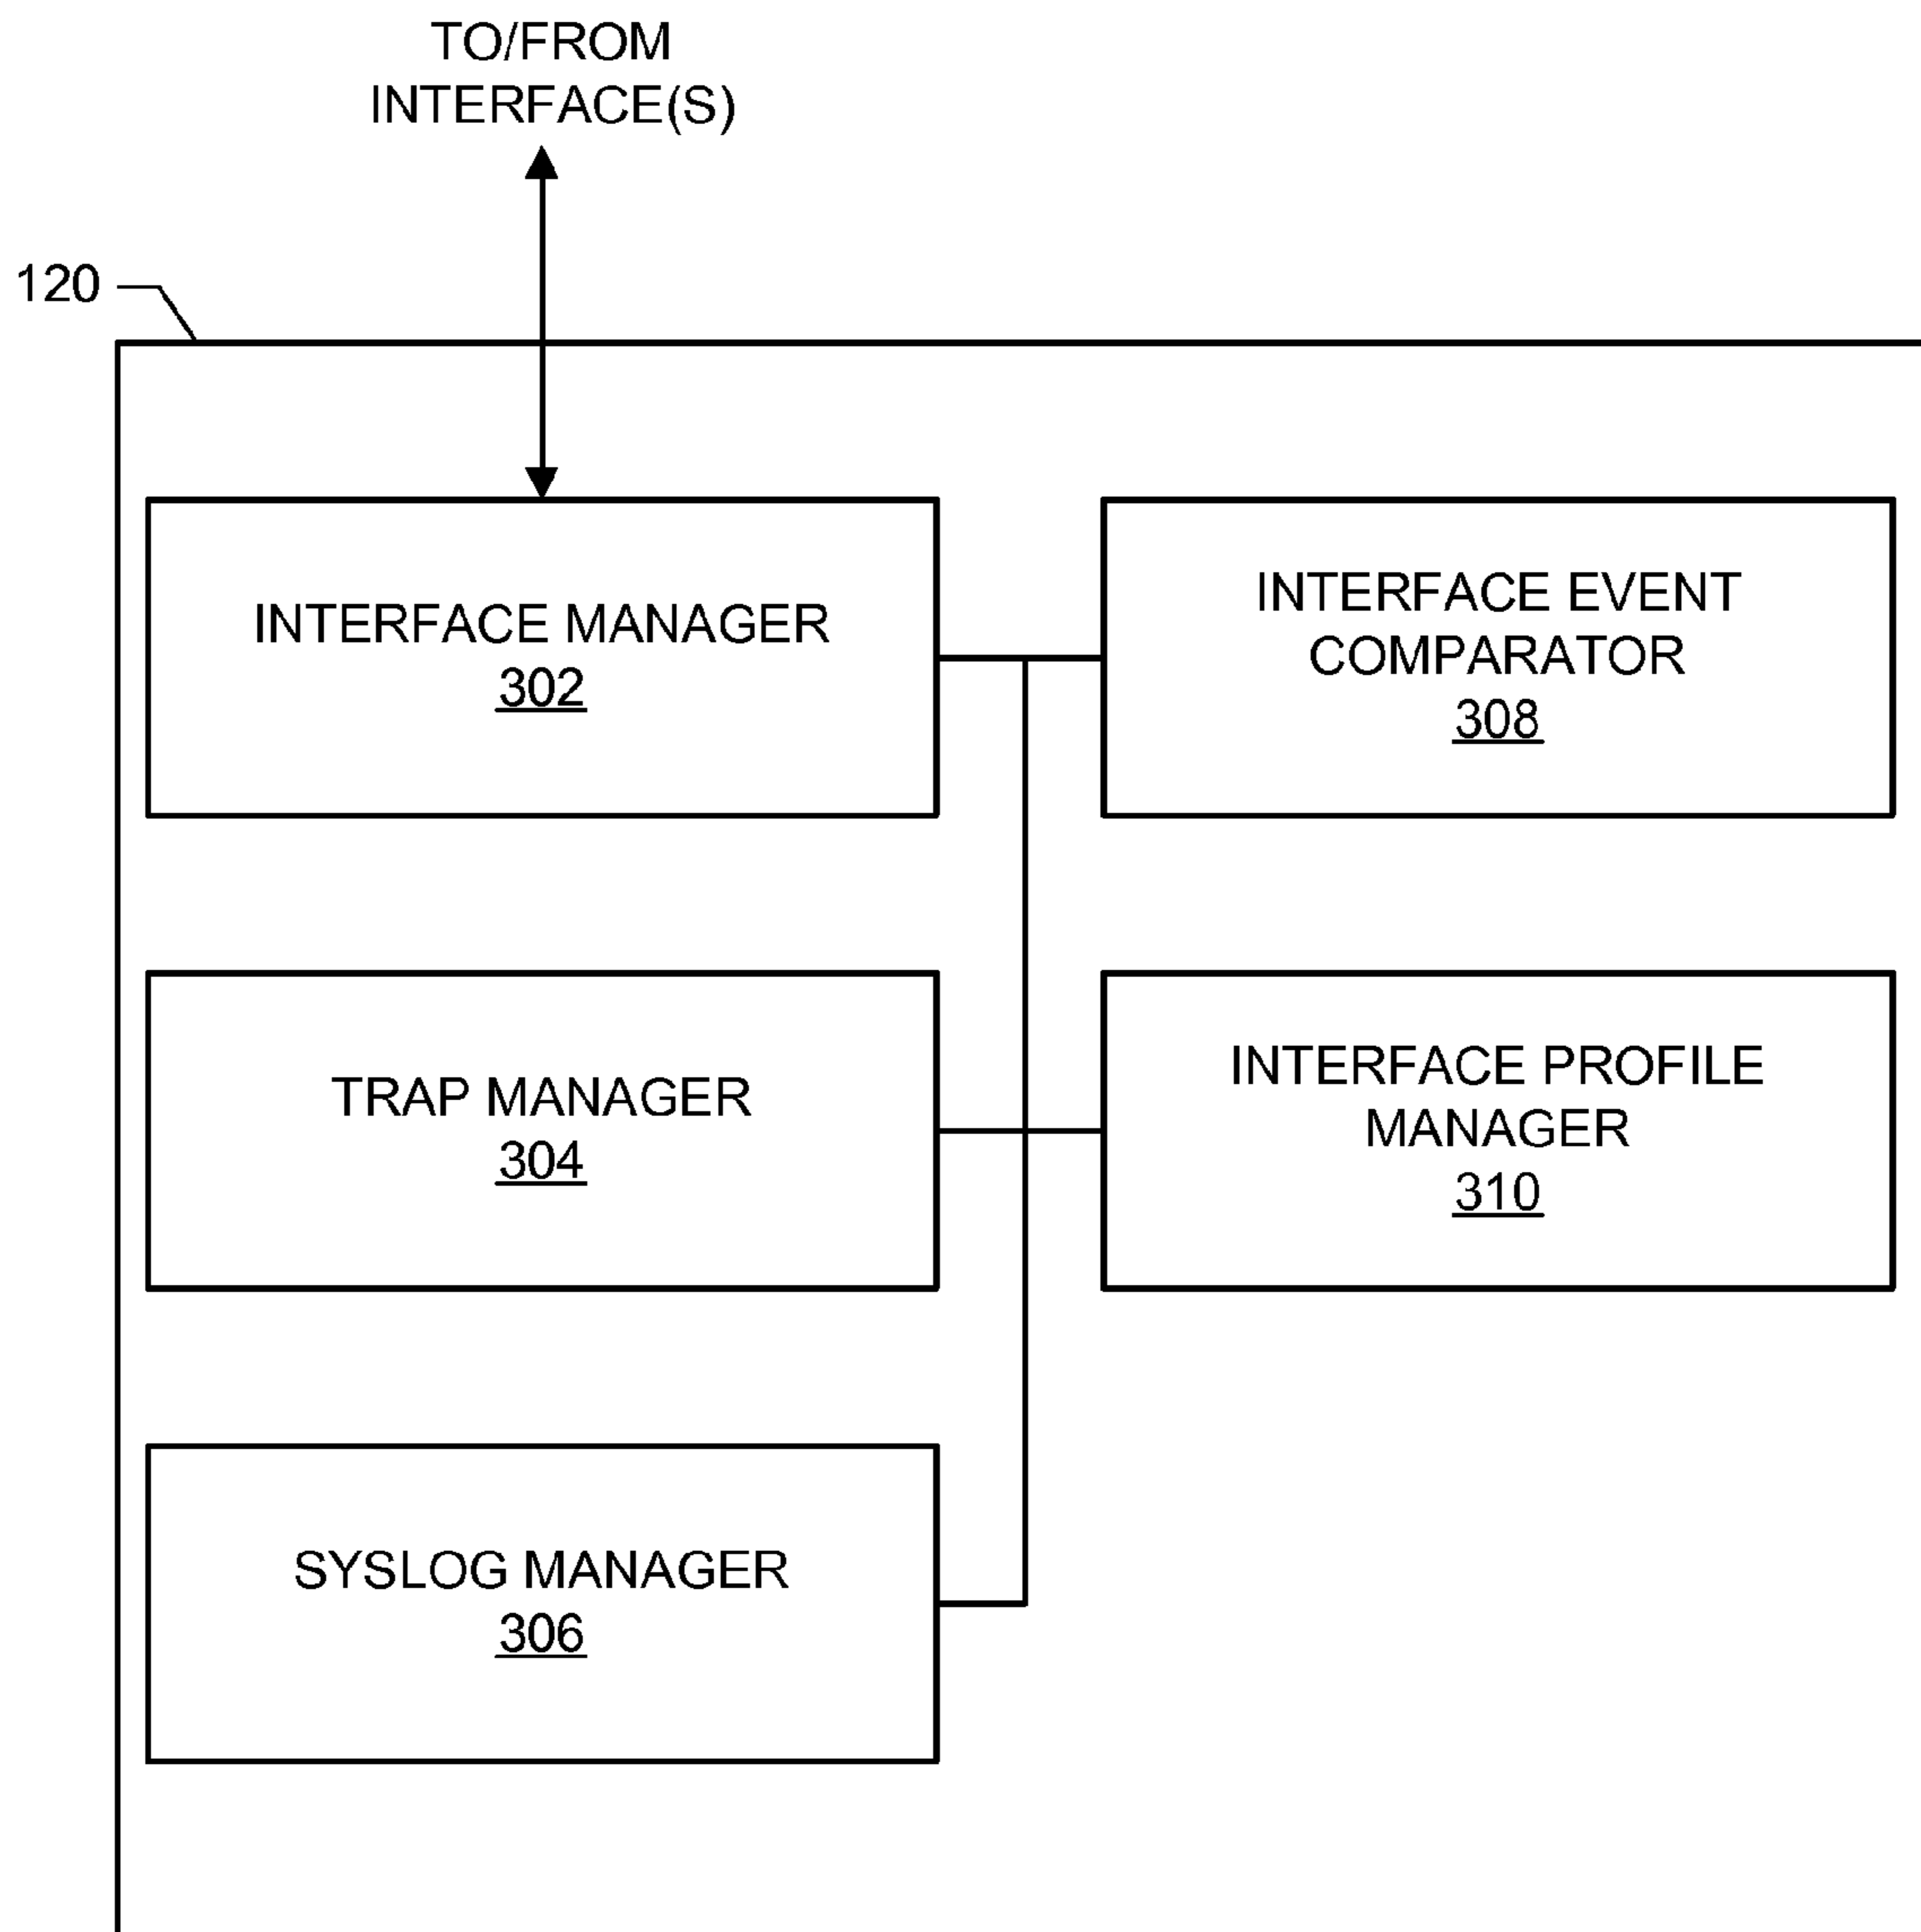 TO/FROM
INTERFACE(S)
120
INTERFACE MANAGER
302
INTERFACE EVENT
COMPARATOR
308
TRAP MANAGER
304
INTERFACE PROFILE
MANAGER
310
SYSLOG MANAGER
306